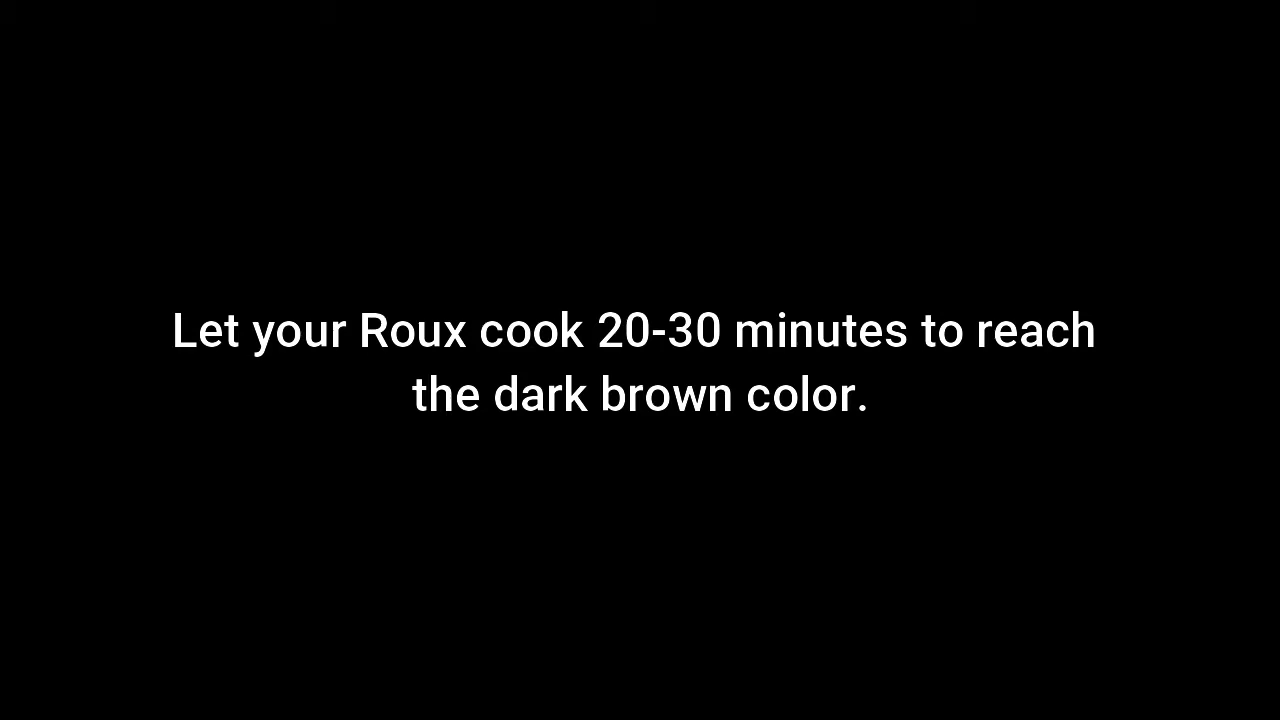 Let your Roux cook 20-30 minutes to reach
the dark brown color.